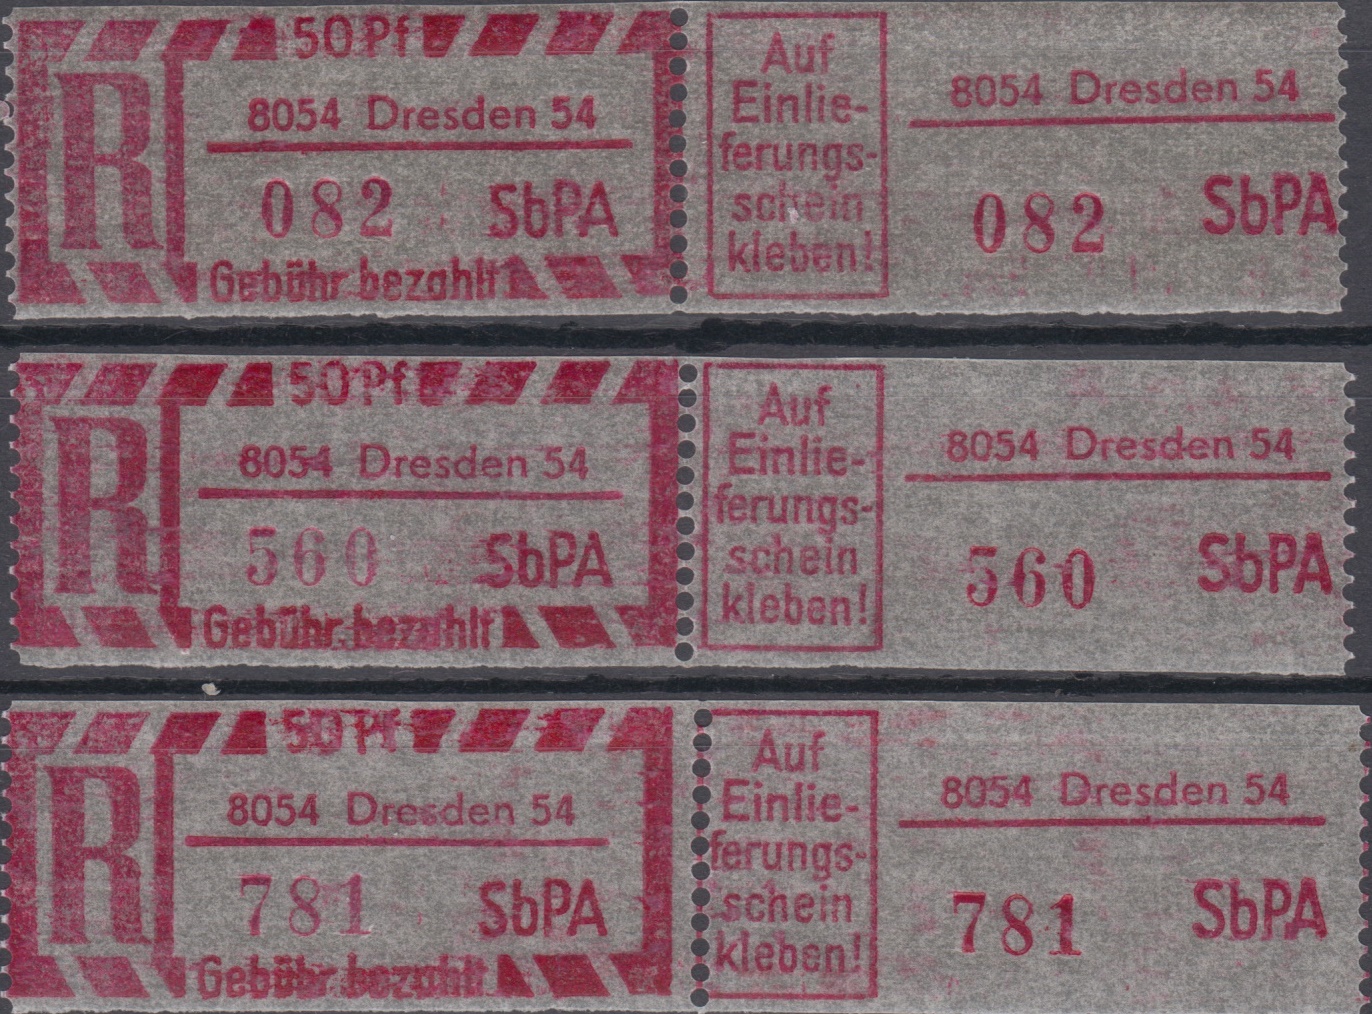 50 Pf
R
8054 Dresden 54
082 SbPA
Gebühr bezahlt
Auf
Einlie-
ferungs-
schein
kleben!
8054 Dresden 54
082 SbPA
50 Pf
R
8054 Dresden 54
560 SbPA
Gebühr bezahlt
Auf
Einlie-
ferungs-
schein
kleben!
8054 Dresden 54
560 SbPA
50 Pf
R
8054 Dresden 54
781 SbPA
Gebühr bezahlt
Auf
Einlie-
ferungs-
schein
kleben!
8054 Dresden 54
781 SbPA